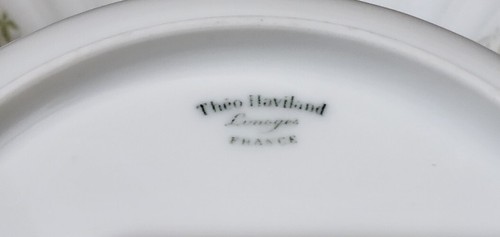 Théo Haviland
Limoges
FRANCE